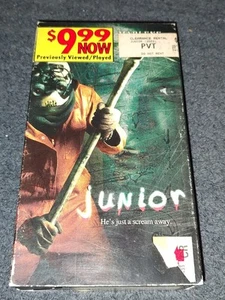 $9.99
NOW
Previously Viewed/Played
PVT
junior
He's just a scream away.